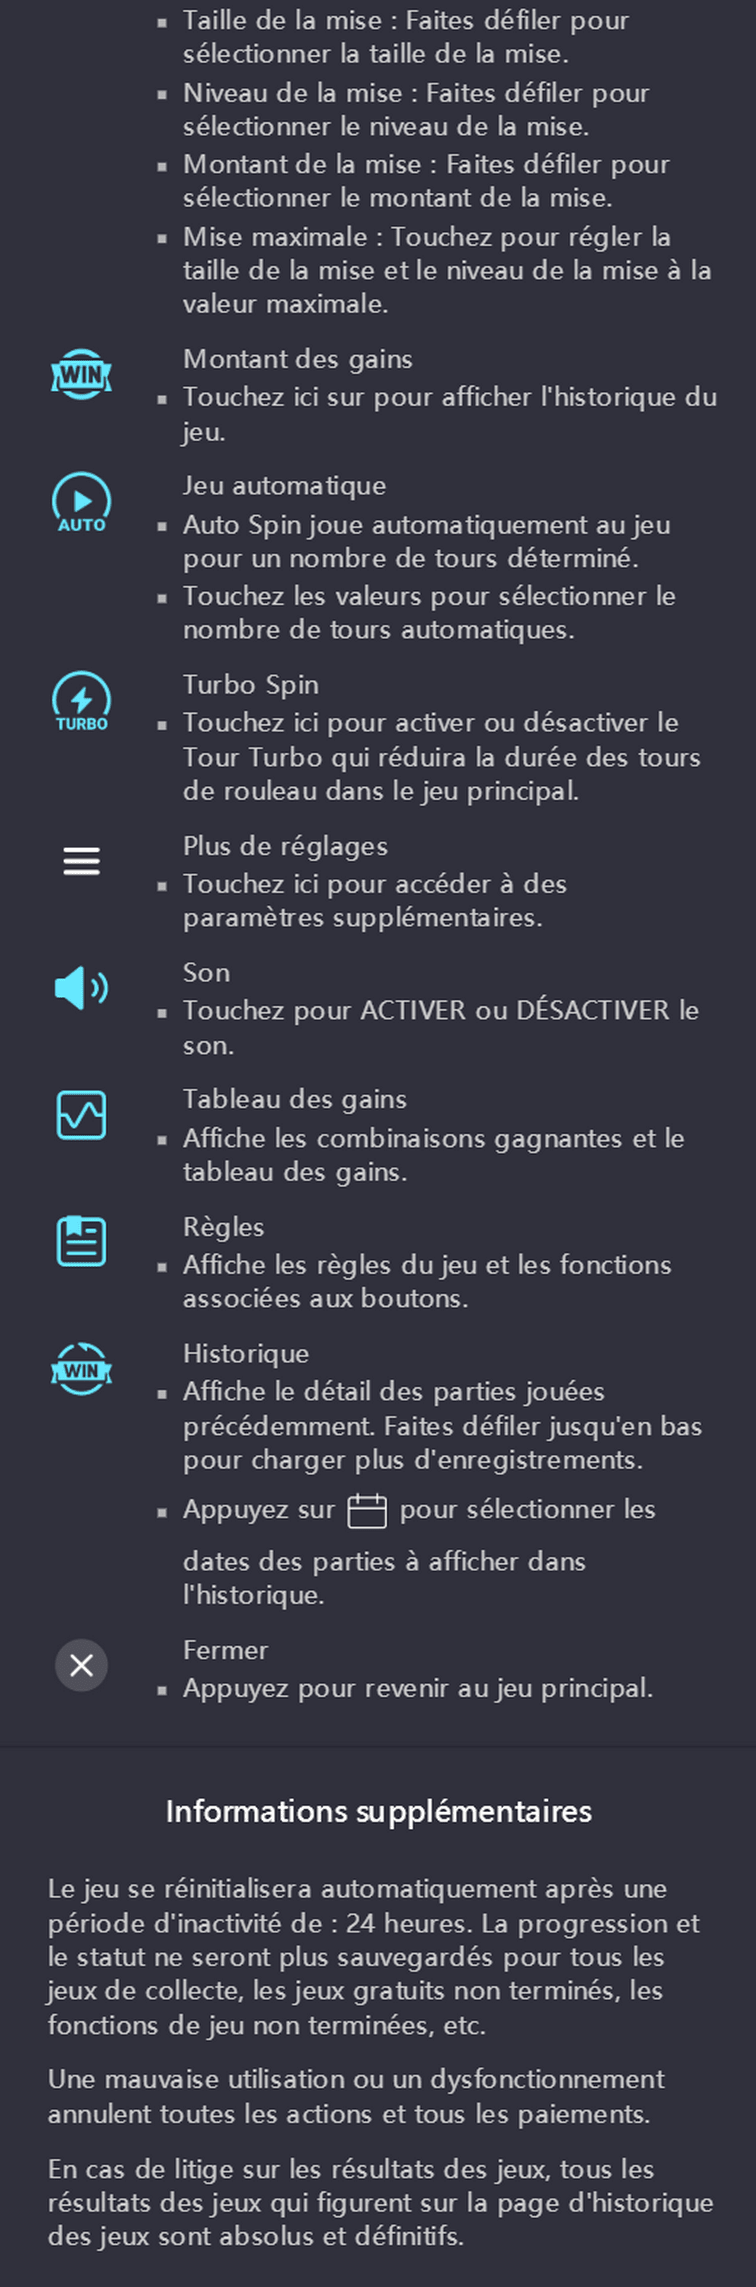 ▪ Taille de la mise : Faites défiler pour
sélectionner la taille de la mise.
▪ Niveau de la mise : Faites défiler pour
sélectionner le niveau de la mise.
▪ Montant de la mise : Faites défiler pour
sélectionner le montant de la mise.
▪ Mise maximale : Touchez pour régler la
taille de la mise et le niveau de la mise à la
valeur maximale.
WIN
Montant des gains
▪ Touchez ici sur pour afficher l'historique du
jeu.
AUTO
Jeu automatique
▪ Auto Spin joue automatiquement au jeu
pour un nombre de tours déterminé.
▪ Touchez les valeurs pour sélectionner le
nombre de tours automatiques.
TURBO
Turbo Spin
▪ Touchez ici pour activer ou désactiver le
Tour Turbo qui réduira la durée des tours
de rouleau dans le jeu principal.
Plus de réglages
▪ Touchez ici pour accéder à des
paramètres supplémentaires.
Son
▪ Touchez pour ACTIVER ou DÉSACTIVER le
son.
Tableau des gains
▪ Affiche les combinaisons gagnantes et le
tableau des gains.
Règles
▪ Affiche les règles du jeu et les fonctions
associées aux boutons.
WIN
Historique
▪ Affiche le détail des parties jouées
précédemment. Faites défiler jusqu'en bas
pour charger plus d'enregistrements.
▪ Appuyez sur pour sélectionner les
dates des parties à afficher dans
l'historique.
Fermer
▪ Appuyez pour revenir au jeu principal.
Informations supplémentaires
Le jeu se réinitialisera automatiquement après une
période d'inactivité de : 24 heures. La progression et
le statut ne seront plus sauvegardés pour tous les
jeux de collecte, les jeux gratuits non terminés, les
fonctions de jeu non terminées, etc.
Une mauvaise utilisation ou un dysfonctionnement
annulent toutes les actions et tous les paiements.
En cas de litige sur les résultats des jeux, tous les
résultats des jeux qui figurent sur la page d'historique
des jeux sont absolus et définitifs.